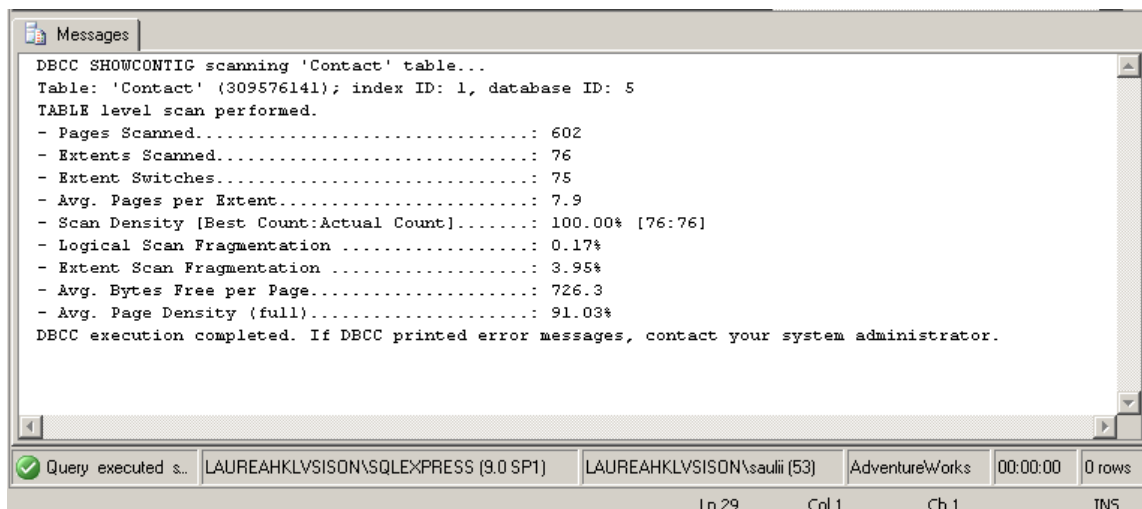 Messages
DBCC SHOWCONTIG scanning 'Contact' table...
Table: 'Contact' (309576141); index ID: 1, database ID: 5
TABLE level scan performed.
- Pages Scanned................................: 602
- Extents Scanned..............................: 76
- Extent Switches..............................: 75
- Avg. Pages per Extent........................: 7.9
- Scan Density [Best Count:Actual Count].......: 100.00% [76:76]
- Logical Scan Fragmentation ..................: 0.17%
- Extent Scan Fragmentation ...................: 3.95%
- Avg. Bytes Free per Page.....................: 726.3
- Avg. Page Density (full).....................: 91.03%
DBCC execution completed. If DBCC printed error messages, contact your system administrator.
Query executed s... LAUREAHKLVSISON\SQLEXPRESS (9.0 SP1) LAUREAHKLVSISON\saulii (53) AdventureWorks 00:00:00 0 rows
Ln 29 Col 1 Ch 1 INS